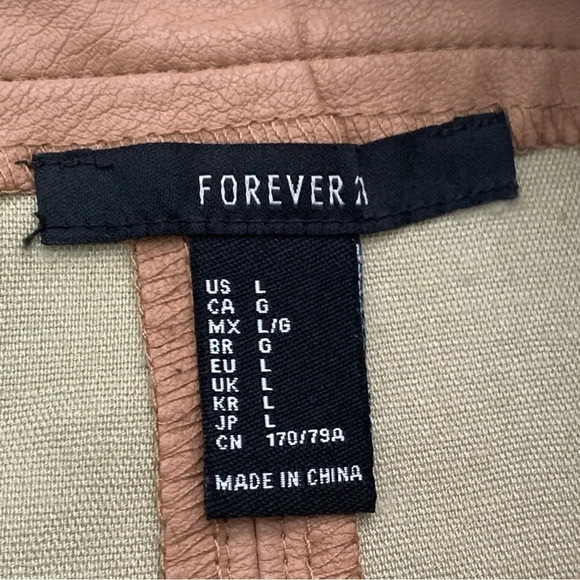 FOREVER 21
US L
CA G
MX L/G
BR G
EU L
UK L
KR L
JP L
CN 170/79A
MADE IN CHINA